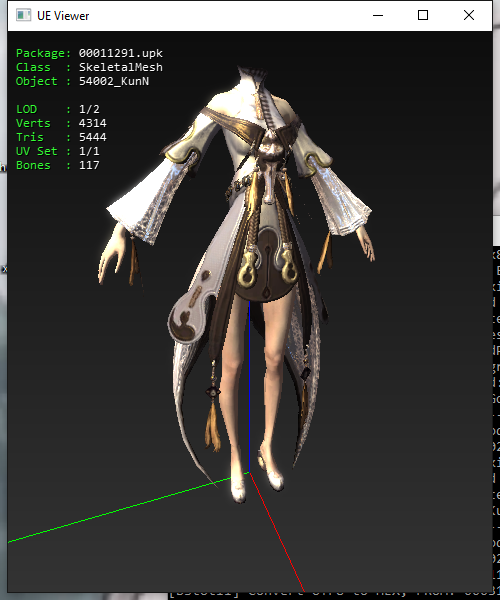 UE Viewer
Package: 00011291.upk
Class : SkeletalMesh
Object : 54002_KunN
LOD : 1/2
Verts : 4314
Tris : 5444
UV Set : 1/1
Bones : 117